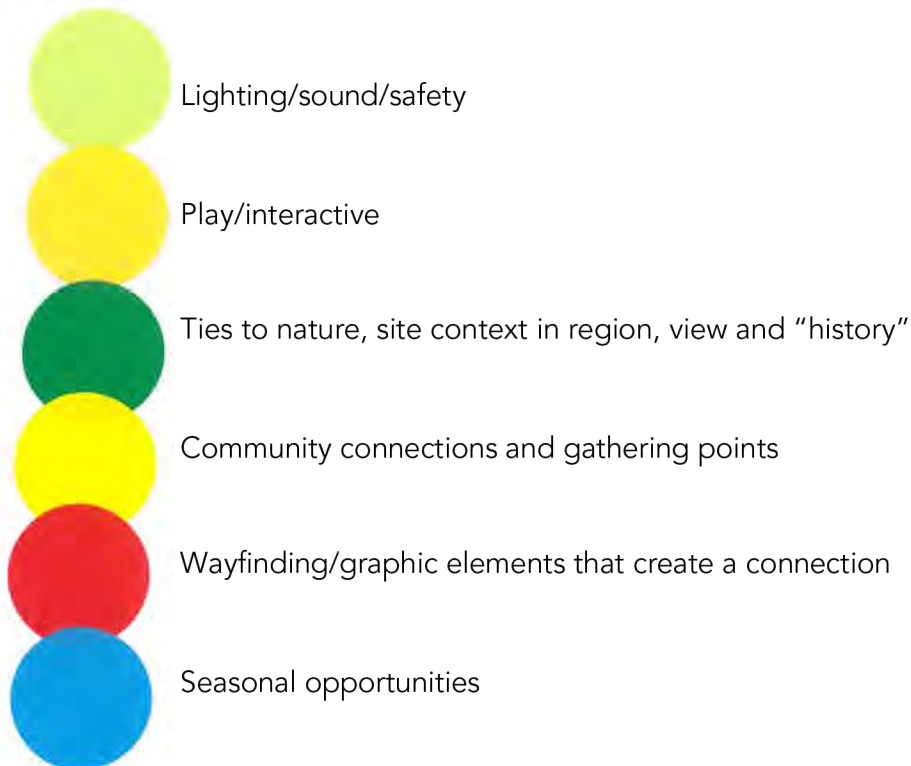 Lighting/sound/safety
Play/interactive
Ties to nature, site context in region, view and “history”
Community connections and gathering points
Wayfinding/graphic elements that create a connection
Seasonal opportunities